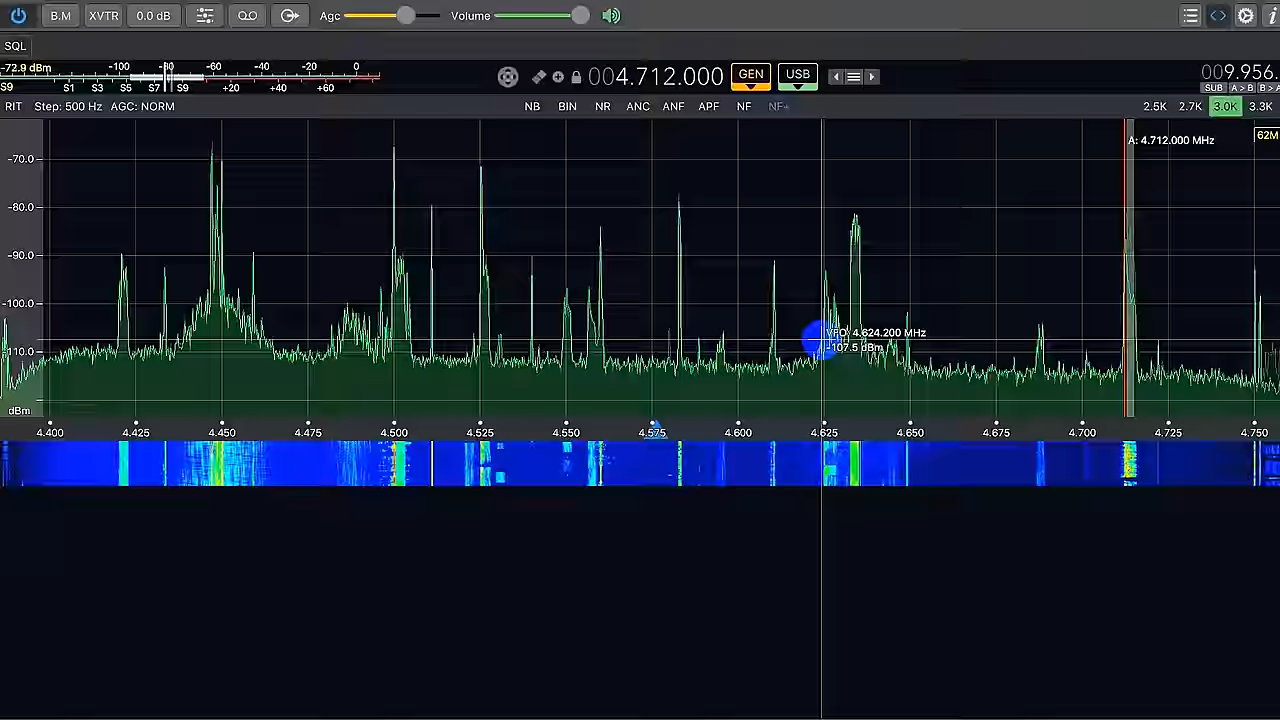 B.M XVTR 0.0 dB Agc Volume
SQL
-72.9 dBm -100 -80 -60 -40 -20 0
S9 S1 S3 S5 S7 S9 +20 +40 +60
004.712.000 GEN USB 009.956.
SUB A > B B > A
RIT Step: 500 Hz AGC: NORM NB BIN NR ANC ANF APF NF NF+ 2.5K 2.7K 3.0K 3.3K
A: 4.712.000 MHz 62M
-70.0
-80.0
-90.0
-100.0
VFO: 4.624.200 MHz
-110.0 -107.5 dBm
dBm
4.400 4.425 4.450 4.475 4.500 4.525 4.550 4.575 4.600 4.625 4.650 4.675 4.700 4.725 4.750